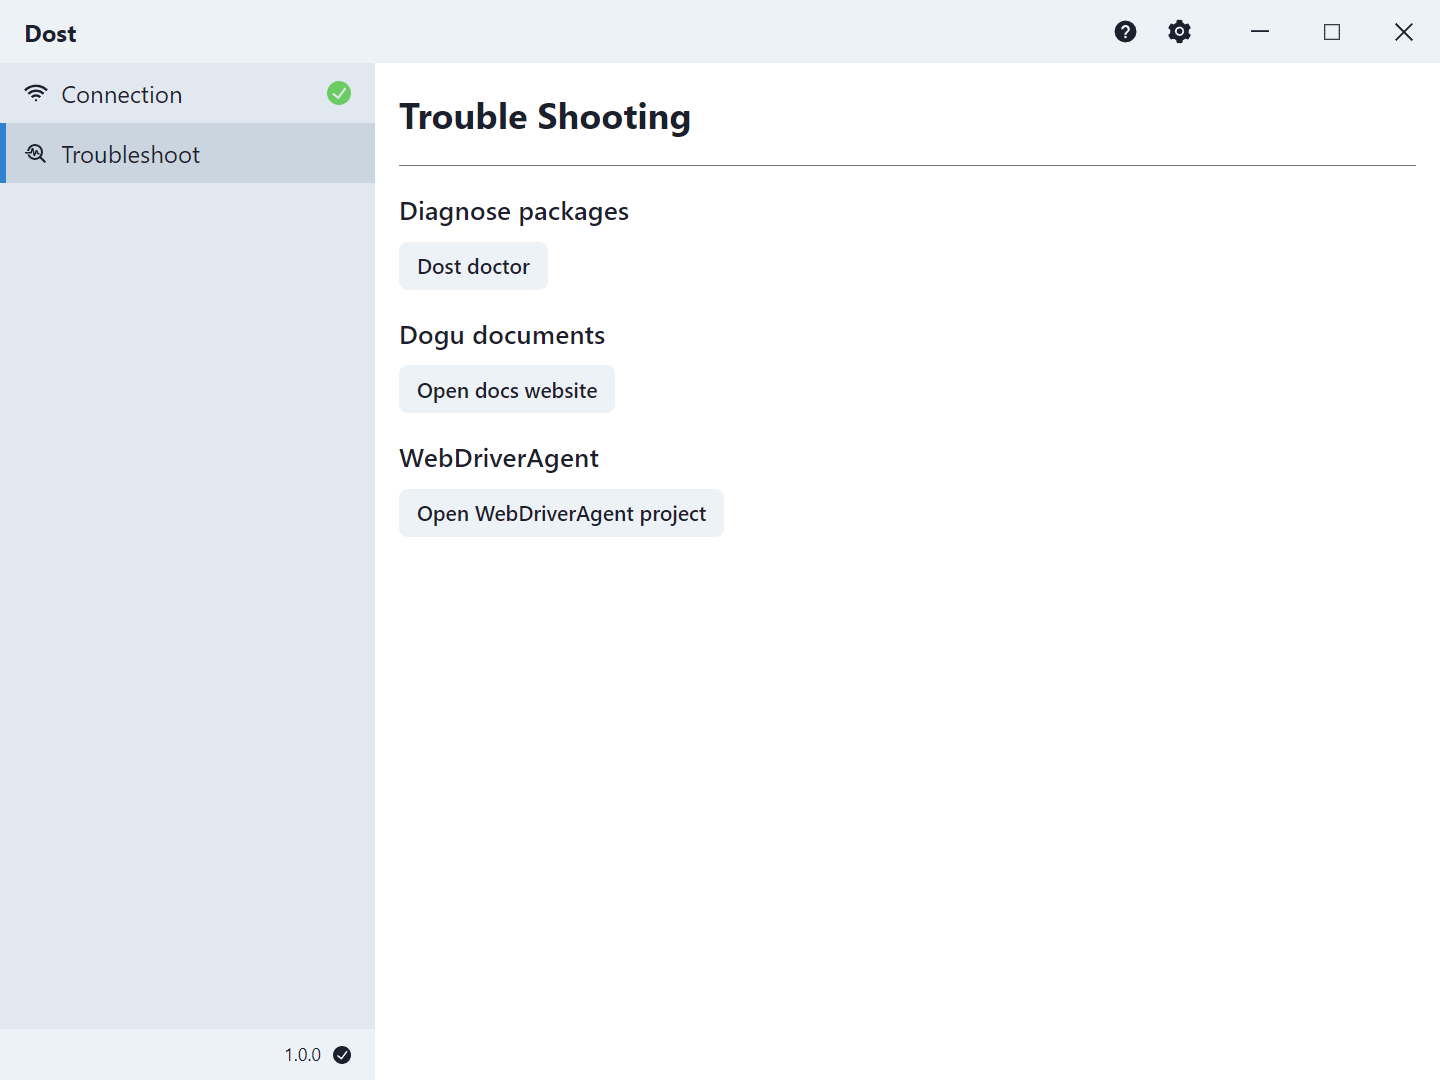 Dost
Connection
Troubleshoot
Trouble Shooting
Diagnose packages
Dost doctor
Dogu documents
Open docs website
WebDriverAgent
Open WebDriverAgent project
1.0.0